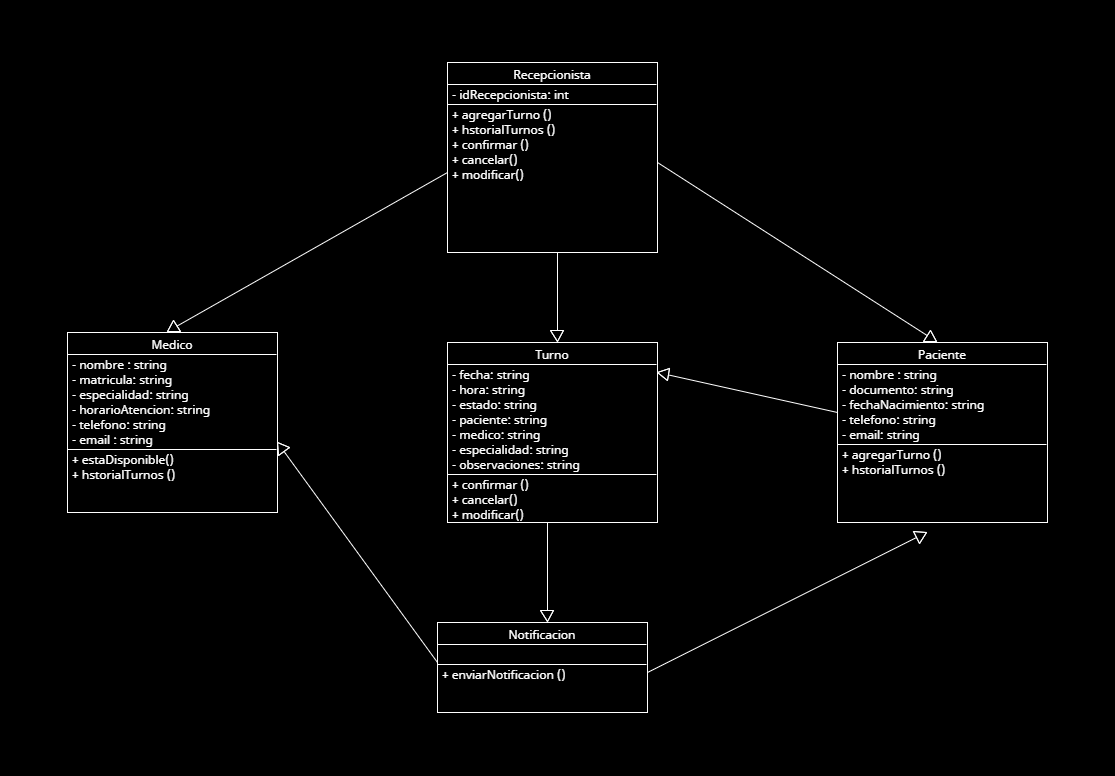 Recepcionista
- idRecepcionista: int
+ agregarTurno ()
+ hstorialTurnos ()
+ confirmar ()
+ cancelar()
+ modificar()
Medico
- nombre : string
- matricula: string
- especialidad: string
- horarioAtencion: string
- telefono: string
- email : string
+ estaDisponible()
+ hstorialTurnos ()
Turno
- fecha: string
- hora: string
- estado: string
- paciente: string
- medico: string
- especialidad: string
- observaciones: string
+ confirmar ()
+ cancelar()
+ modificar()
Paciente
- nombre : string
- documento: string
- fechaNacimiento: string
- telefono: string
- email: string
+ agregarTurno ()
+ hstorialTurnos ()
Notificacion
+ enviarNotificacion ()